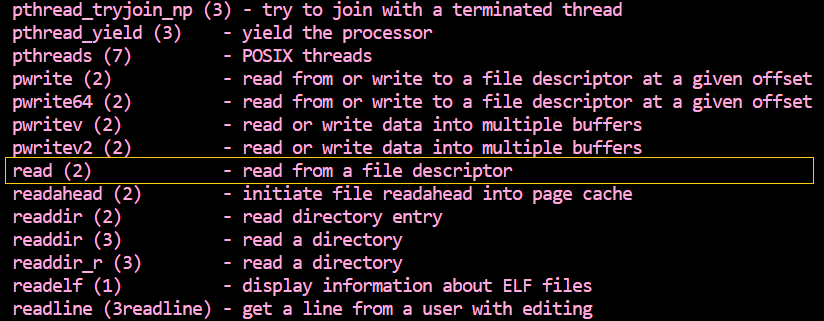 pthread_tryjoin_np (3) - try to join with a terminated thread
pthread_yield (3)    - yield the processor
pthreads (7)         - POSIX threads
pwrite (2)           - read from or write to a file descriptor at a given offset
pwrite64 (2)         - read from or write to a file descriptor at a given offset
pwritev (2)          - read or write data into multiple buffers
pwritev2 (2)         - read or write data into multiple buffers
read (2)             - read from a file descriptor
readahead (2)        - initiate file readahead into page cache
readdir (2)          - read directory entry
readdir (3)          - read a directory
readdir_r (3)        - read a directory
readelf (1)          - display information about ELF files
readline (3readline) - get a line from a user with editing